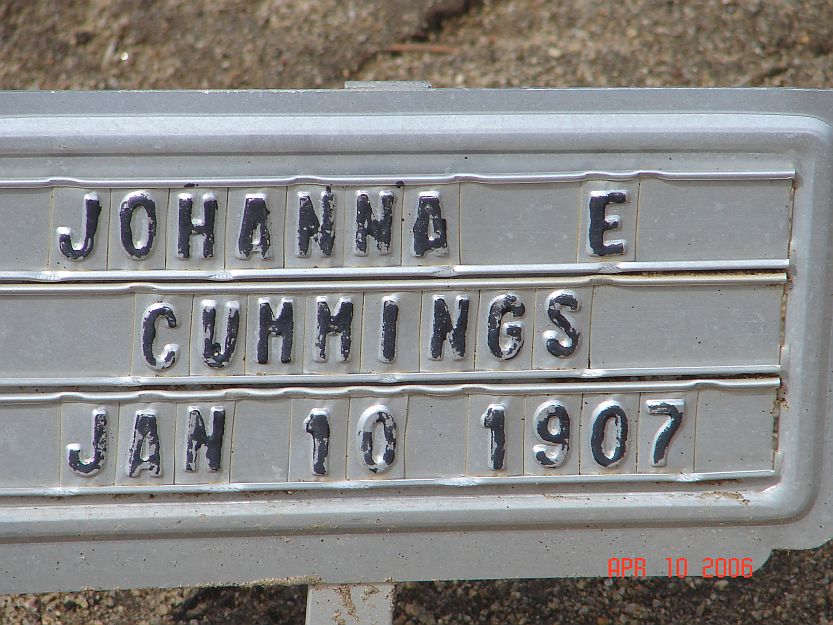 JOHANNA E
CUMMINGS
JAN 10 1907
APR 10 2006